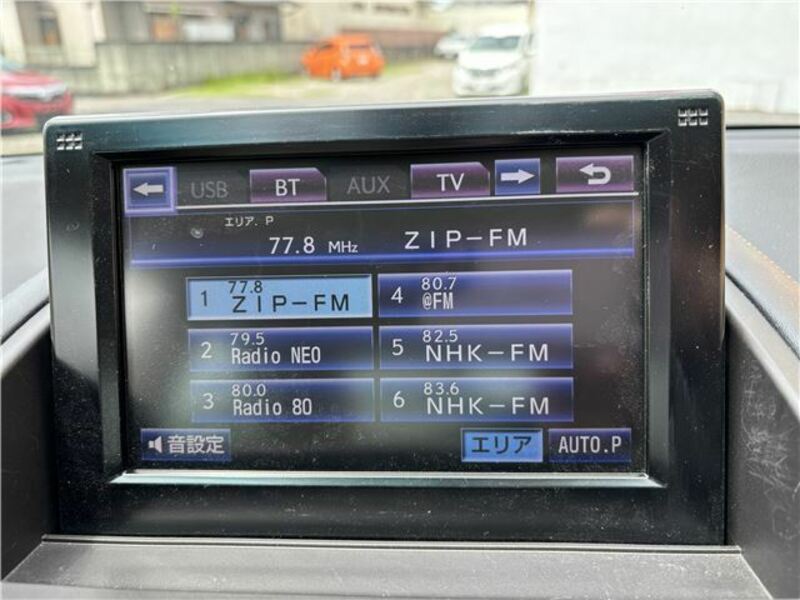 USB BT AUX TV
エリア. P
77.8 MHz ZIP-FM
1 77.8 ZIP-FM
2 79.5 Radio NEO
3 80.0 Radio 80
4 80.7 @FM
5 82.5 NHK-FM
6 83.6 NHK-FM
音設定 エリア AUTO.P